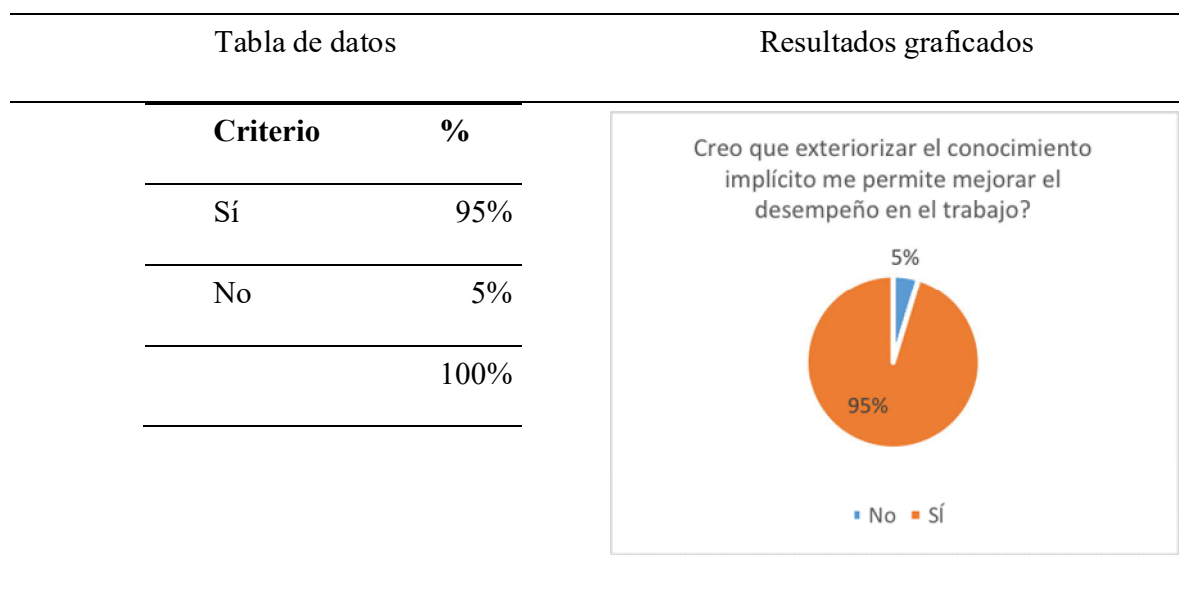 Tabla de datos Resultados graficados
Criterio %
Sí 95%
No 5%
100%
Creo que exteriorizar el conocimiento
implícito me permite mejorar el
desempeño en el trabajo?
5%
95%
No SÍ